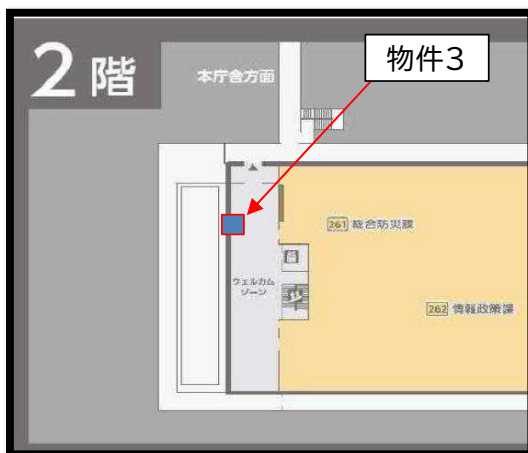 2階
本庁舎方面
物件3
261 総合防災課
ウェルカム
ゾーン
262 情報政策課